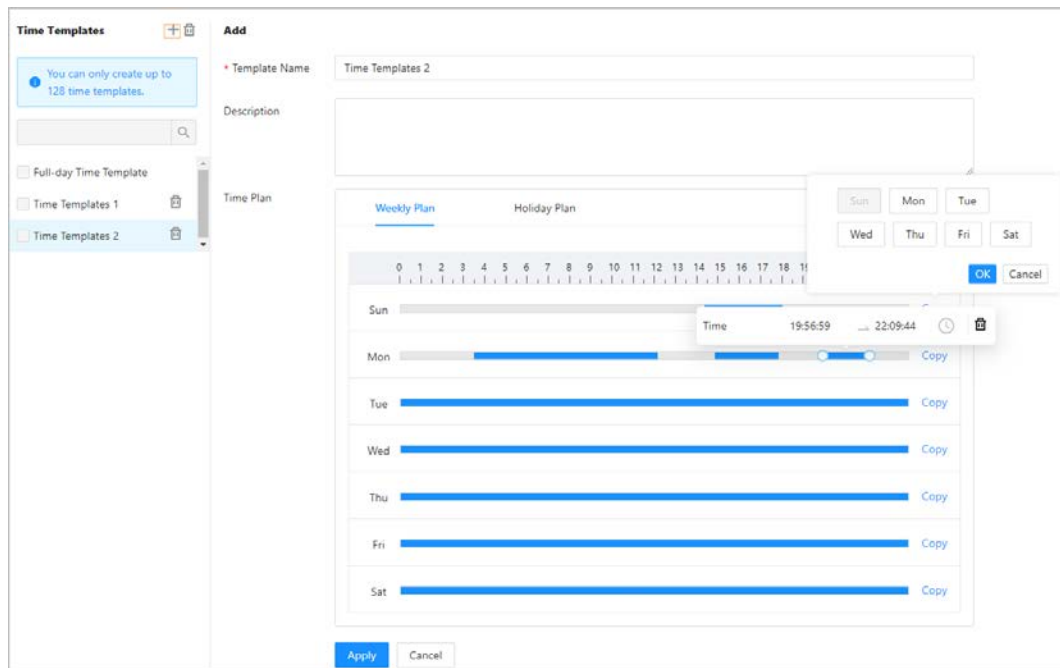 Time Templates
Add
You can only create up to
128 time templates.
* Template Name
Time Templates 2
Description
Full-day Time Template
Time Templates 1
Time Templates 2
Time Plan
Weekly Plan
Holiday Plan
Sun Mon Tue
Wed Thu Fri Sat
OK Cancel
0 1 2 3 4 5 6 7 8 9 10 11 12 13 14 15 16 17 18
Sun
Time 19:56:59 22:09:44
Mon Copy
Tue Copy
Wed Copy
Thu Copy
Fri Copy
Sat Copy
Apply Cancel